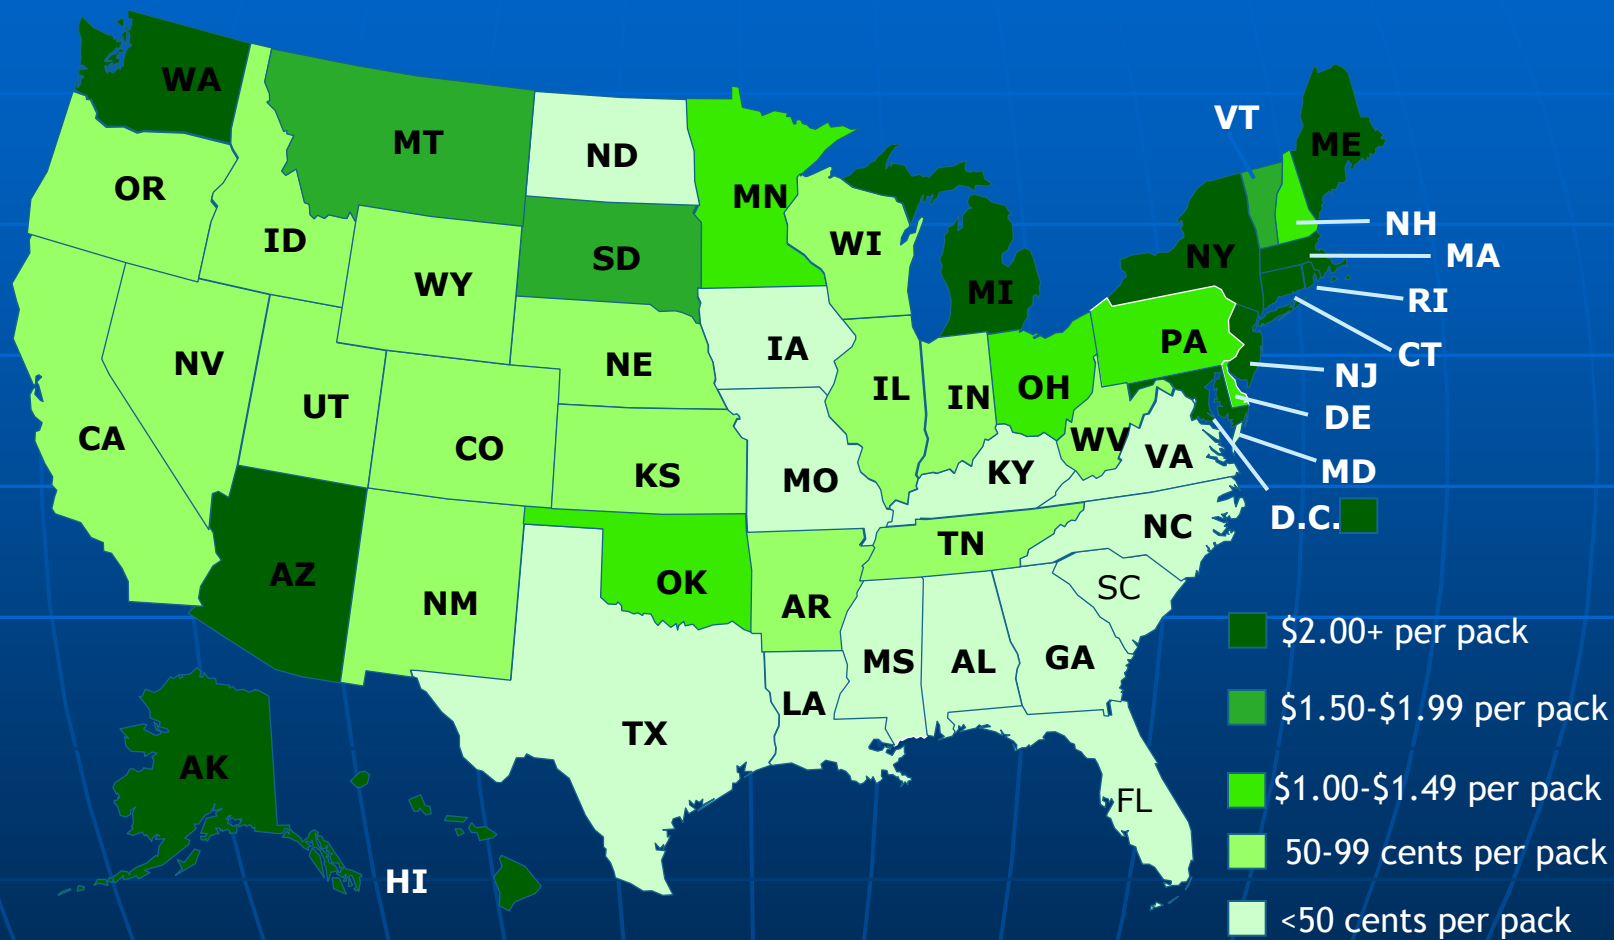 WA
MT
ND
MN
VT
ME
OR
ID
WY
SD
WI
MI
NY
NH
MA
RI
CT
NJ
DE
MD
D.C.
NV
UT
CA
CO
NE
KS
IA
MO
IL
IN
OH
PA
WV
VA
KY
NC
TN
SC
AZ
NM
OK
AR
MS
AL
GA
LA
TX
FL
AK
HI
$2.00+ per pack
$1.50-$1.99 per pack
$1.00-$1.49 per pack
50-99 cents per pack
<50 cents per pack